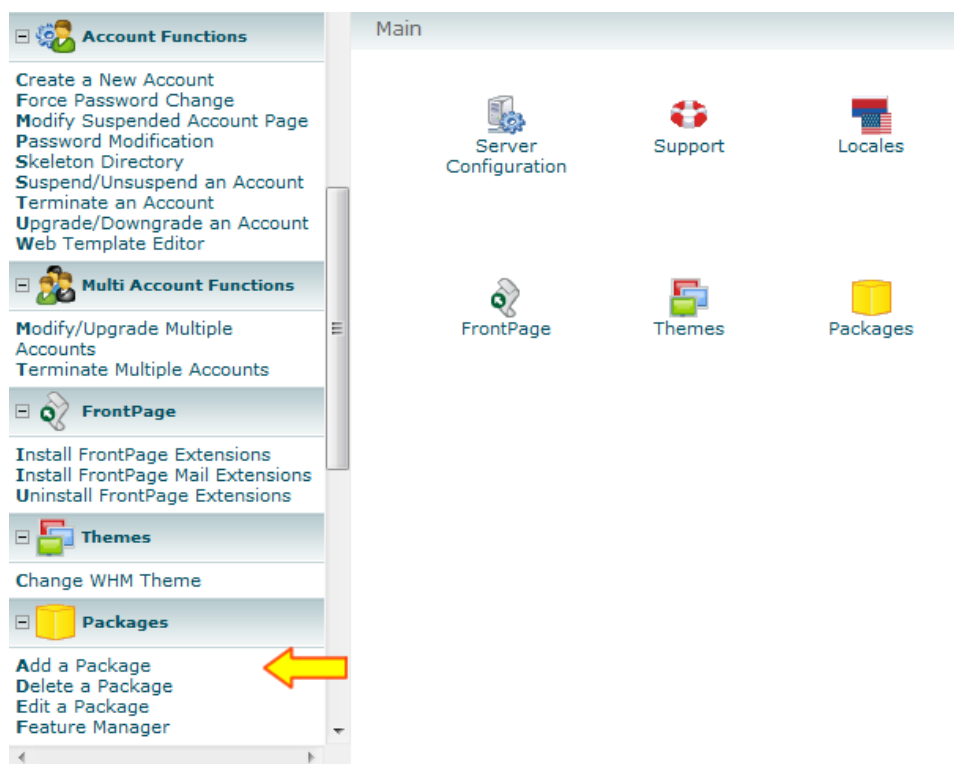 Account Functions
Create a New Account
Force Password Change
Modify Suspended Account Page
Password Modification
Skeleton Directory
Suspend/Unsuspend an Account
Terminate an Account
Upgrade/Downgrade an Account
Web Template Editor
Multi Account Functions
Modify/Upgrade Multiple
Accounts
Terminate Multiple Accounts
FrontPage
Install FrontPage Extensions
Install FrontPage Mail Extensions
Uninstall FrontPage Extensions
Themes
Change WHM Theme
Packages
Add a Package
Delete a Package
Edit a Package
Feature Manager
Main
Server
Configuration
Support
Locales
FrontPage
Themes
Packages